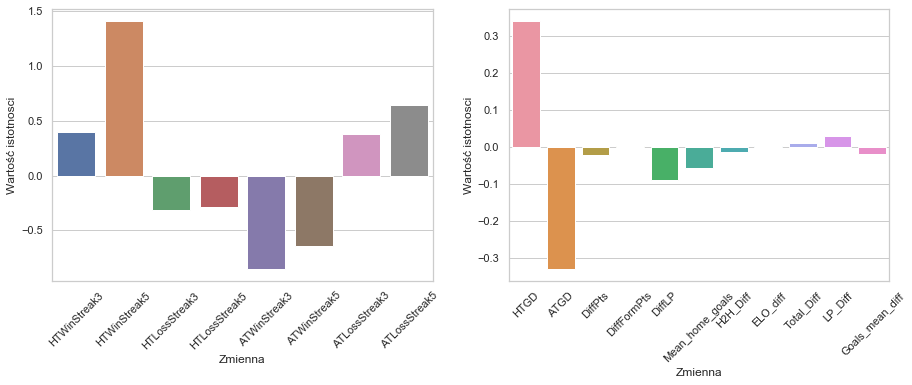 1.5
1.0
0.5
0.0
−0.5
Wartość istotnosci
HTWinStreak3
HTWinStreak5
HTLossStreak3
HTLossStreak5
ATWinStreak3
ATWinStreak5
ATLossStreak3
ATLossStreak5
Zmienna
0.3
0.2
0.1
0.0
−0.1
−0.2
−0.3
Wartość istotnosci
HTGD
ATGD
DiffPts
DiffFormPts
DiffLP
Mean_home_goals
H2H_Diff
ELO_diff
Total_Diff
LP_Diff
Goals_mean_diff
Zmienna